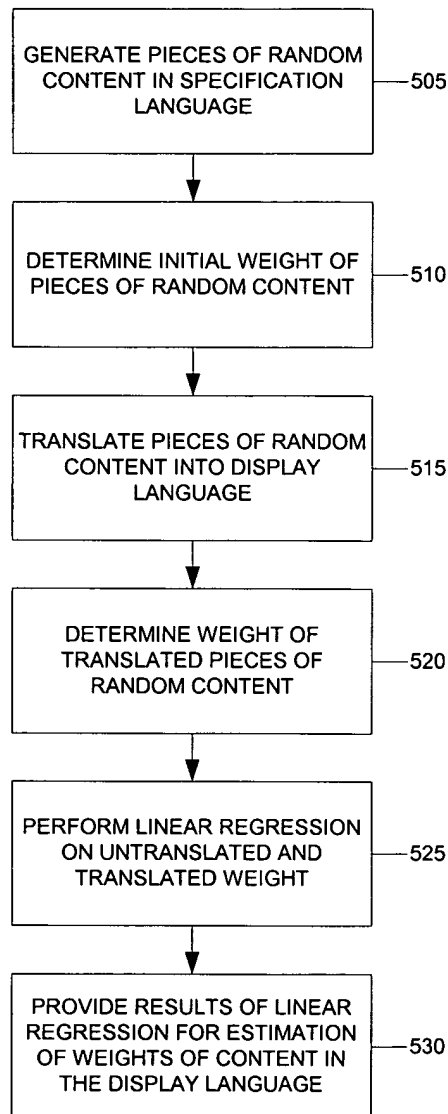 GENERATE PIECES OF RANDOM
CONTENT IN SPECIFICATION
LANGUAGE
505
DETERMINE INITIAL WEIGHT OF
PIECES OF RANDOM CONTENT
510
TRANSLATE PIECES OF RANDOM
CONTENT INTO DISPLAY
LANGUAGE
515
DETERMINE WEIGHT OF
TRANSLATED PIECES OF
RANDOM CONTENT
520
PERFORM LINEAR REGRESSION
ON UNTRANSLATED AND
TRANSLATED WEIGHT
525
PROVIDE RESULTS OF LINEAR
REGRESSION FOR ESTIMATION
OF WEIGHTS OF CONTENT IN
THE DISPLAY LANGUAGE
530